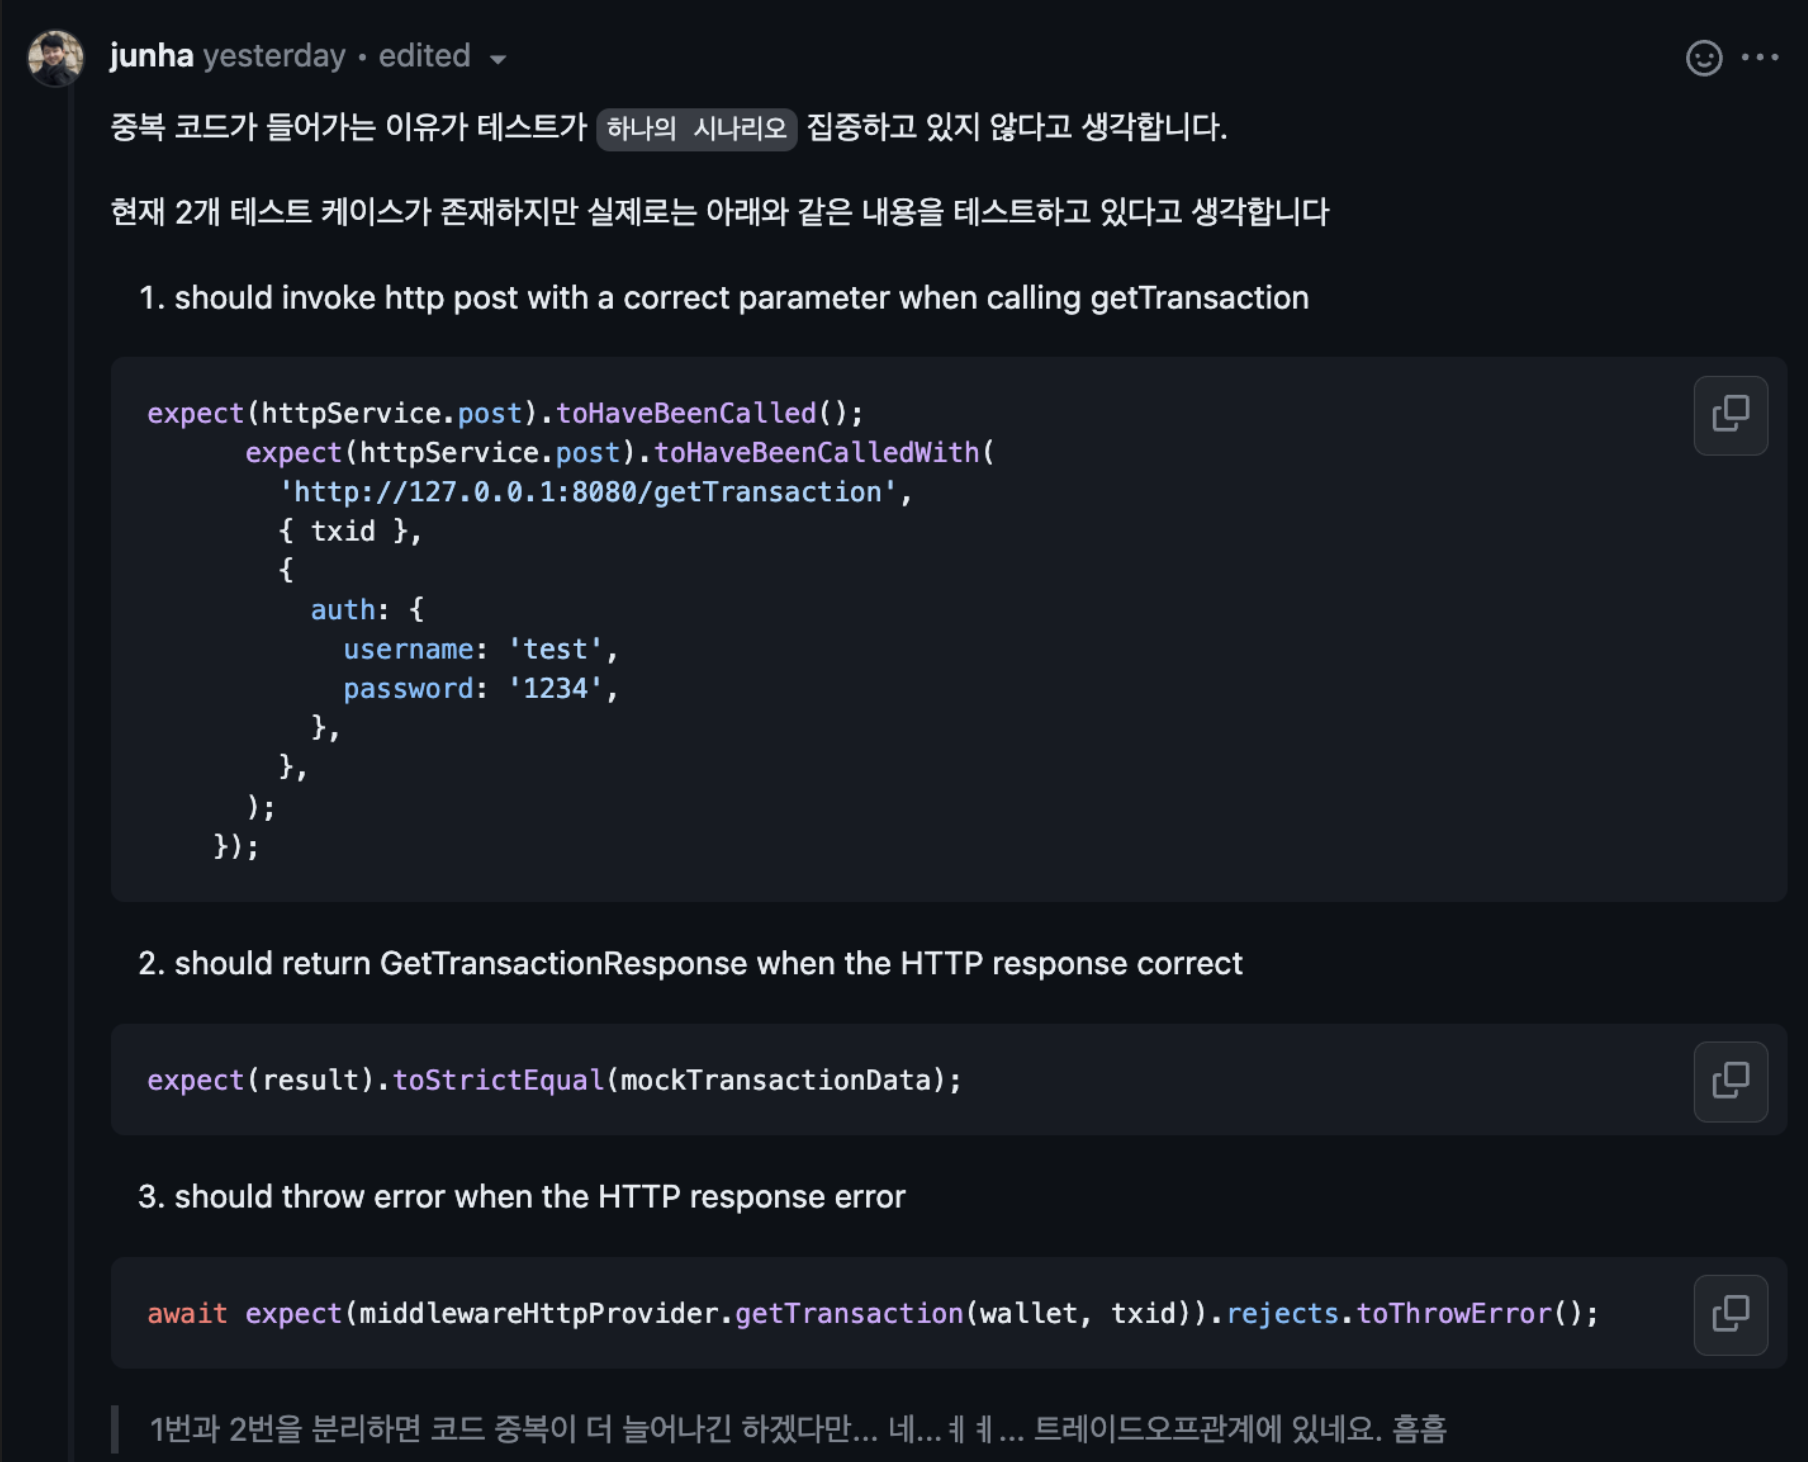 junha yesterday • edited
중복 코드가 들어가는 이유가 테스트가 하나의 시나리오 집중하고 있지 않다고 생각합니다.
현재 2개 테스트 케이스가 존재하지만 실제로는 아래와 같은 내용을 테스트하고 있다고 생각합니다
1. should invoke http post with a correct parameter when calling getTransaction
expect(httpService.post).toHaveBeenCalled();
      expect(httpService.post).toHaveBeenCalledWith(
        'http://127.0.0.1:8080/getTransaction',
        { txid },
        {
          auth: {
            username: 'test',
            password: '1234',
          },
        },
      );
    });
2. should return GetTransactionResponse when the HTTP response correct
expect(result).toStrictEqual(mockTransactionData);
3. should throw error when the HTTP response error
await expect(middlewareHttpProvider.getTransaction(wallet, txid)).rejects.toThrowError();
1번과 2번을 분리하면 코드 중복이 더 늘어나긴 하겠다만... 네...ㅖㅖ... 트레이드오프관계에 있네요. 흠흠